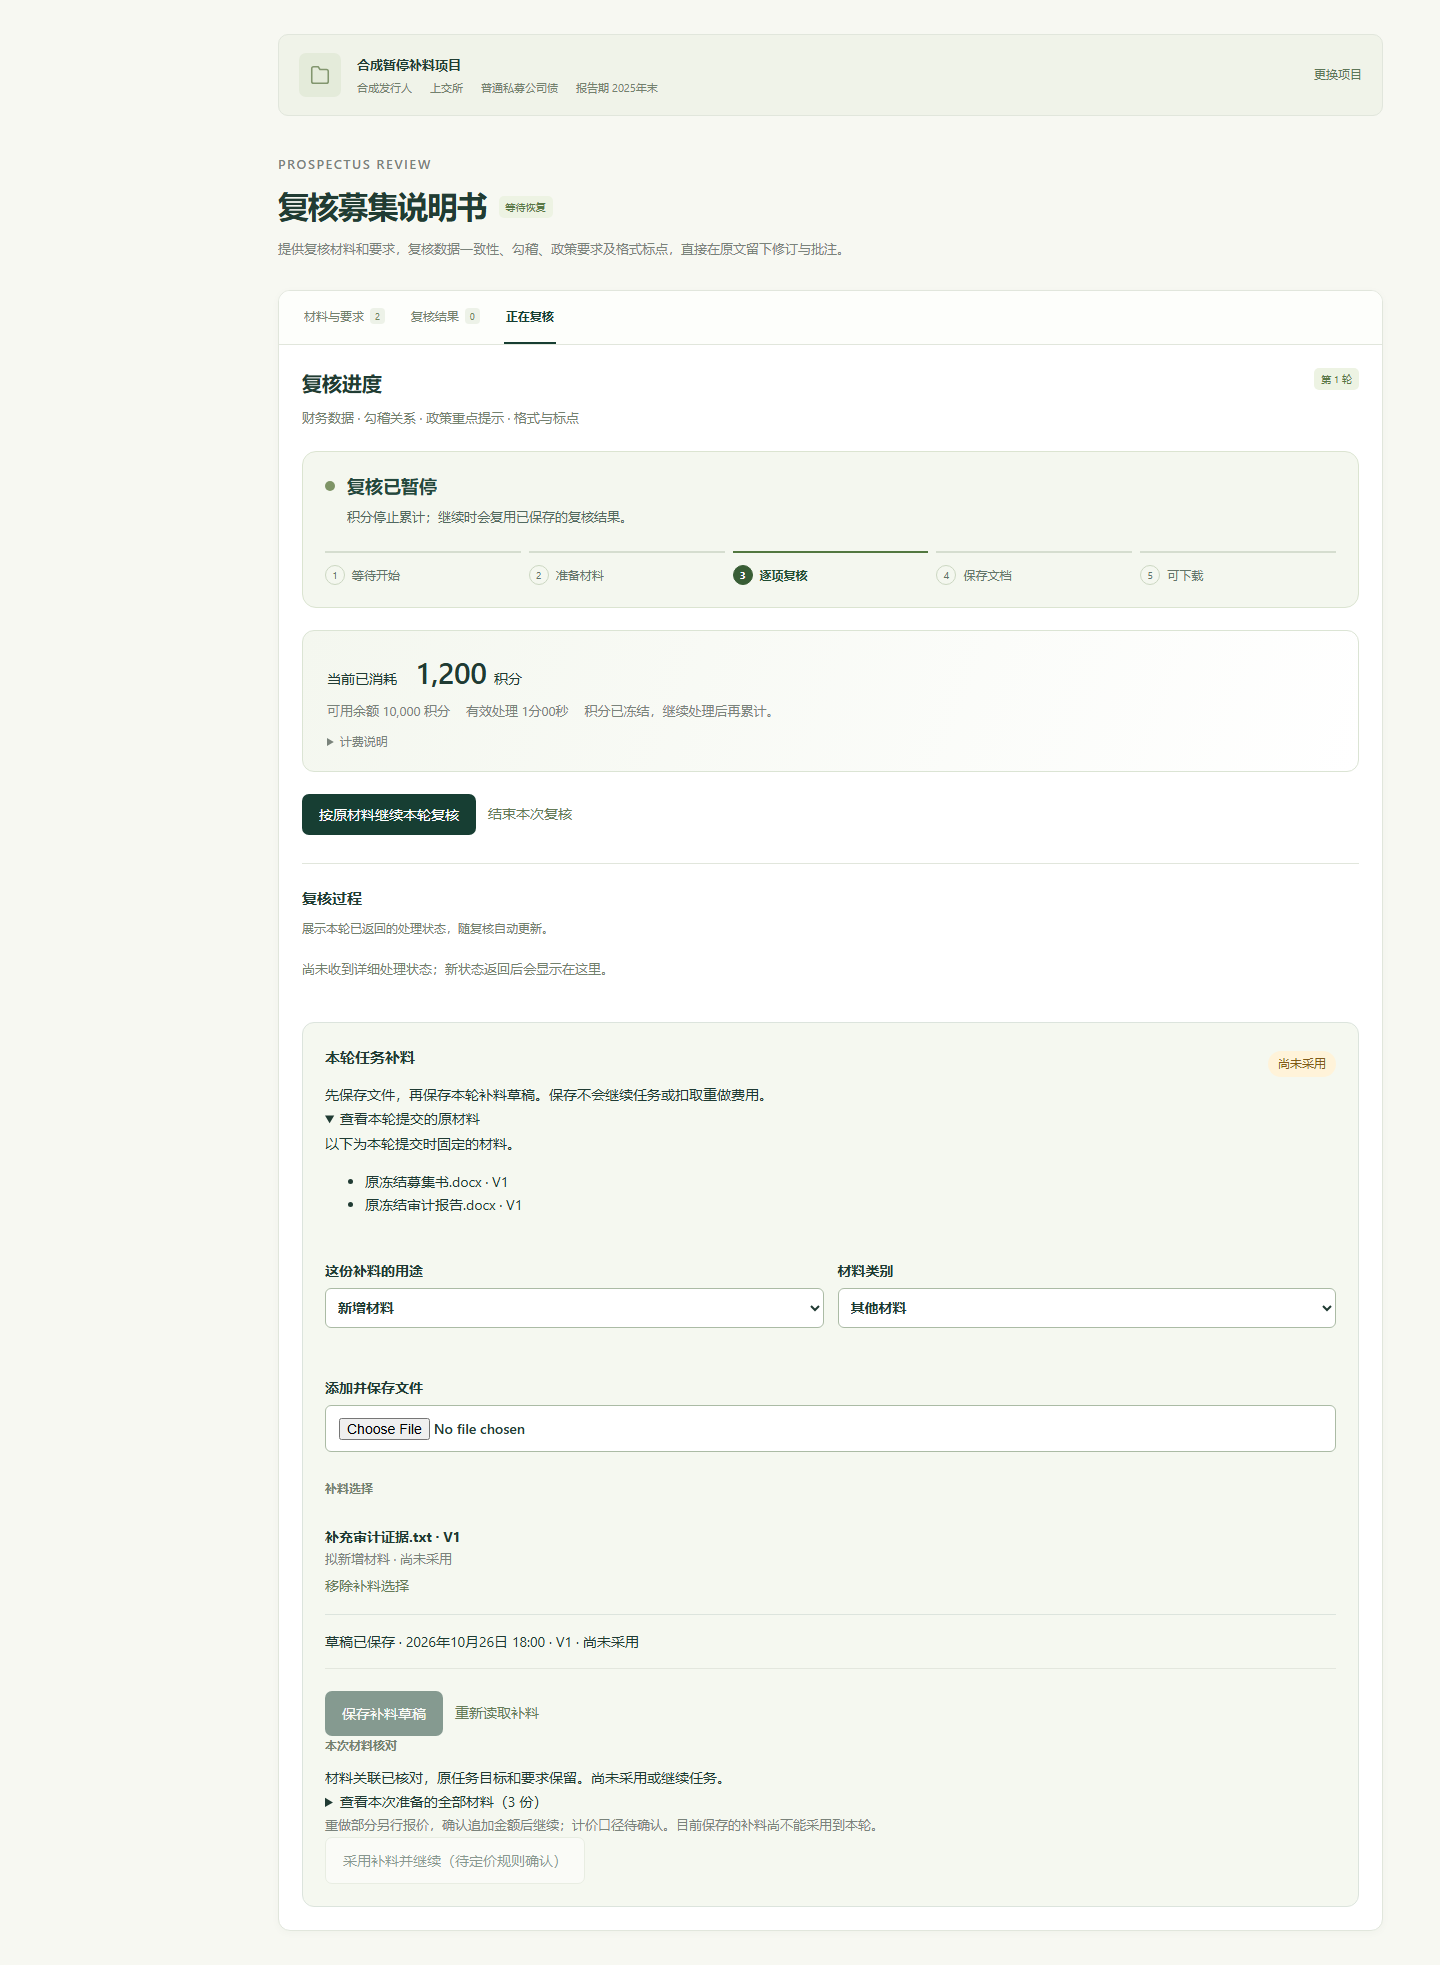 合成暂停补料项目
合成发行人 上交所 普通私募公司债 报告期 2025年末
更换项目
PROSPECTUS REVIEW
复核募集说明书 等待恢复
提供复核材料和要求，复核数据一致性、勾稽、政策要求及格式标点，直接在原文留下修订与批注。
材料与要求 2 复核结果 0 正在复核
复核进度
第 1 轮
财务数据 · 勾稽关系 · 政策重点提示 · 格式与标点
复核已暂停
积分停止累计；继续时会复用已保存的复核结果。
1 等待开始 2 准备材料 3 逐项复核 4 保存文档 5 可下载
当前已消耗 1,200 积分
可用余额 10,000 积分 有效处理 1分00秒 积分已冻结，继续处理后再累计。
计费说明
按原材料继续本轮复核 结束本次复核
复核过程
展示本轮已返回的处理状态，随复核自动更新。
尚未收到详细处理状态；新状态返回后会显示在这里。
本轮任务补料
尚未采用
先保存文件，再保存本轮补料草稿。保存不会继续任务或扣取重做费用。
查看本轮提交的原材料
以下为本轮提交时固定的材料。
原冻结募集书.docx · V1
原冻结审计报告.docx · V1
这份补料的用途 材料类别
新增材料 其他材料
添加并保存文件
Choose File No file chosen
补料选择
补充审计证据.txt · V1
拟新增材料 · 尚未采用
移除补料选择
草稿已保存 · 2026年10月26日 18:00 · V1 · 尚未采用
保存补料草稿 重新读取补料
本次材料核对
材料关联已核对，原任务目标和要求保留。尚未采用或继续任务。
查看本次准备的全部材料（3 份）
重做部分另行报价，确认追加金额后继续；计价口径待确认。目前保存的补料尚不能采用到本轮。
采用补料并继续（待定价规则确认）